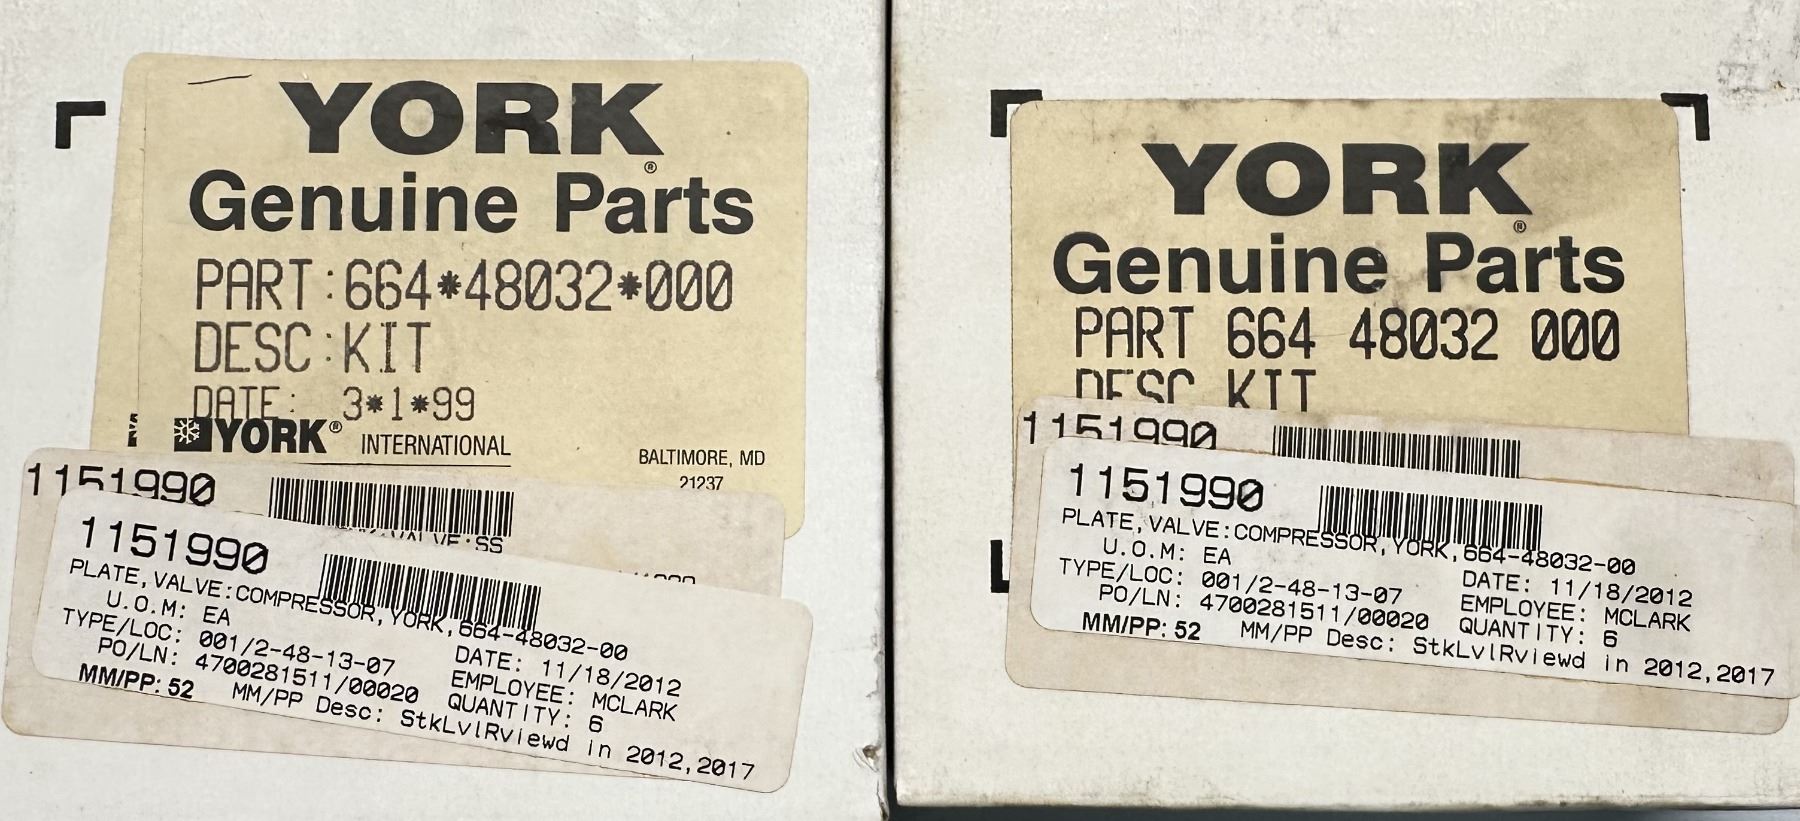 YORK®
Genuine Parts
PART:664*48032*000
DESC:KIT
DATE: 3*1*99
YORK® INTERNATIONAL
BALTIMORE, MD
21237
1151990
VALVE:SS
1151990
PLATE,VALVE:COMPRESSOR,YORK,664-48032-00
U.O.M: EA
DATE: 11/18/2012
TYPE/LOC: 001/2-48-13-07
EMPLOYEE: MCLARK
PO/LN: 4700281511/00020
QUANTITY: 6
MM/PP: 52 MM/PP Desc: StkLvlRviewd in 2012,2017
YORK®
Genuine Parts
PART 664 48032 000
DESC KIT
1151990
1151990
PLATE,VALVE:COMPRESSOR,YORK,664-48032-00
U.O.M: EA
DATE: 11/18/2012
TYPE/LOC: 001/2-48-13-07
EMPLOYEE: MCLARK
PO/LN: 4700281511/00020
QUANTITY: 6
MM/PP: 52 MM/PP Desc: StkLvlRviewd in 2012,2017